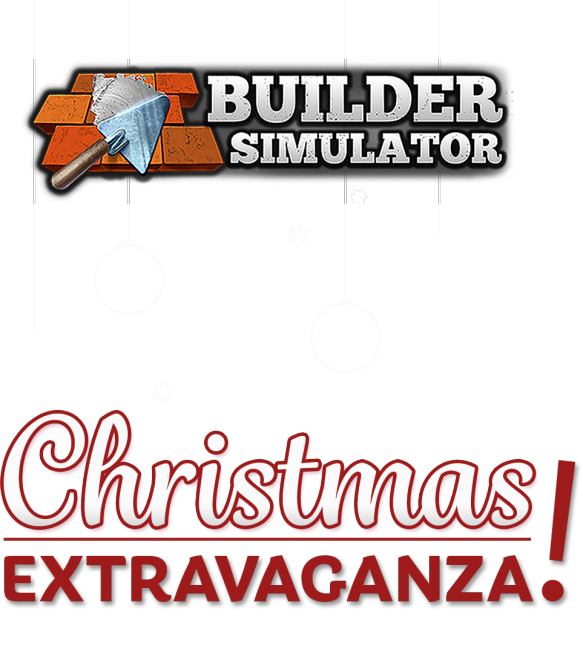 BUILDER
SIMULATOR
Christmas
EXTRAVAGANZA!